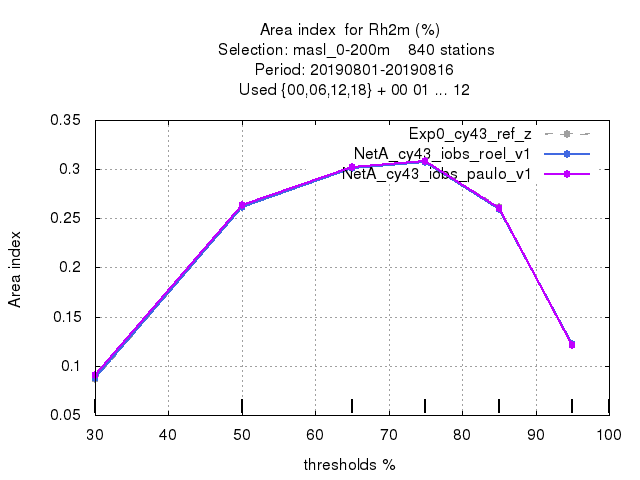 Area index  for Rh2m (%)
Selection: masl_0-200m    840 stations
Period: 20190801-20190816
Used {00,06,12,18} + 00 01 ... 12
Exp0_cy43_ref_z
NetA_cy43_iobs_roel_v1
NetA_cy43_iobs_paulo_v1
0.35
0.3
0.25
0.2
0.15
0.1
0.05
Area index
30 40 50 60 70 80 90 100
thresholds %